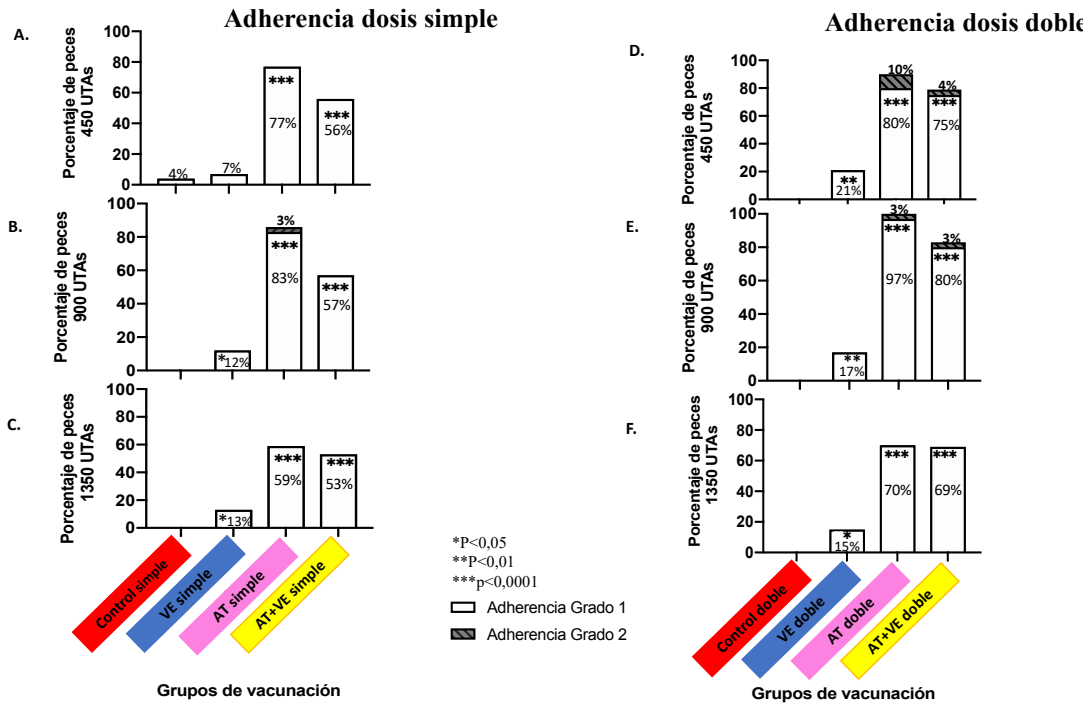 Adherencia dosis simple
A.
Porcentaje de peces
450 UTAs
100
80
60
40
20
0
4%
7%
***
77%
***
56%
B.
Porcentaje de peces
900 UTAs
100
80
60
40
20
0
*12%
3%
***
83%
***
57%
C.
Porcentaje de peces
1350 UTAs
100
80
60
40
20
0
*13%
***
59%
***
53%
Control simple
VE simple
AT simple
AT+VE simple
Grupos de vacunación
*P<0,05
**P<0,01
***p<0,0001
Adherencia Grado 1
Adherencia Grado 2
Adherencia dosis doble
D.
Porcentaje de peces
450 UTAs
100
80
60
40
20
0
**
21%
10%
***
80%
4%
***
75%
E.
Porcentaje de peces
900 UTAs
100
80
60
40
20
0
**
17%
3%
***
97%
3%
***
80%
F.
Porcentaje de peces
1350 UTAs
100
80
60
40
20
0
*
15%
***
70%
***
69%
Control doble
VE doble
AT doble
AT+VE doble
Grupos de vacunación